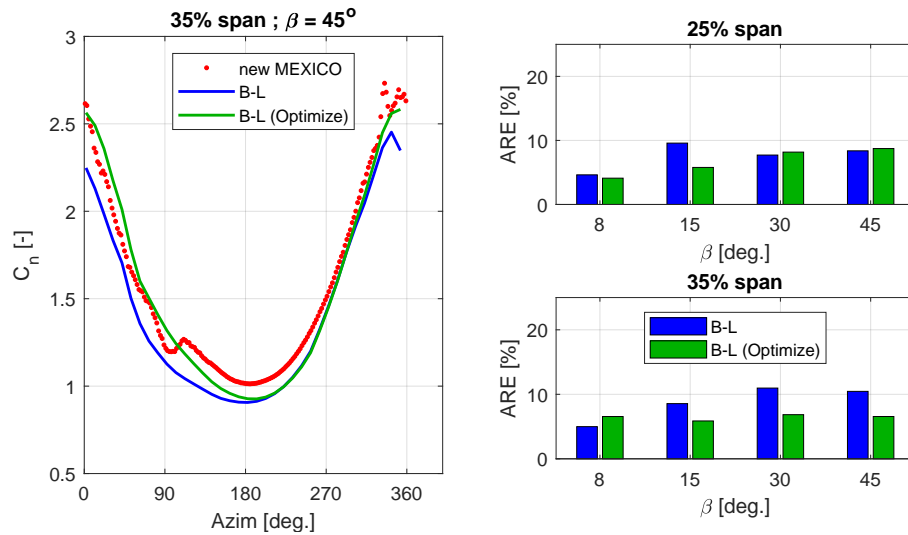 35% span ; β = 45o
3
2.5
2
1.5
1
0.5
Cn [-]
0
90
180
270
360
Azim [deg.]
new MEXICO
B-L
B-L (Optimize)
25% span
20
10
0
ARE [%]
8
15
30
45
β [deg.]
35% span
20
10
0
ARE [%]
B-L
B-L (Optimize)
8
15
30
45
β [deg.]